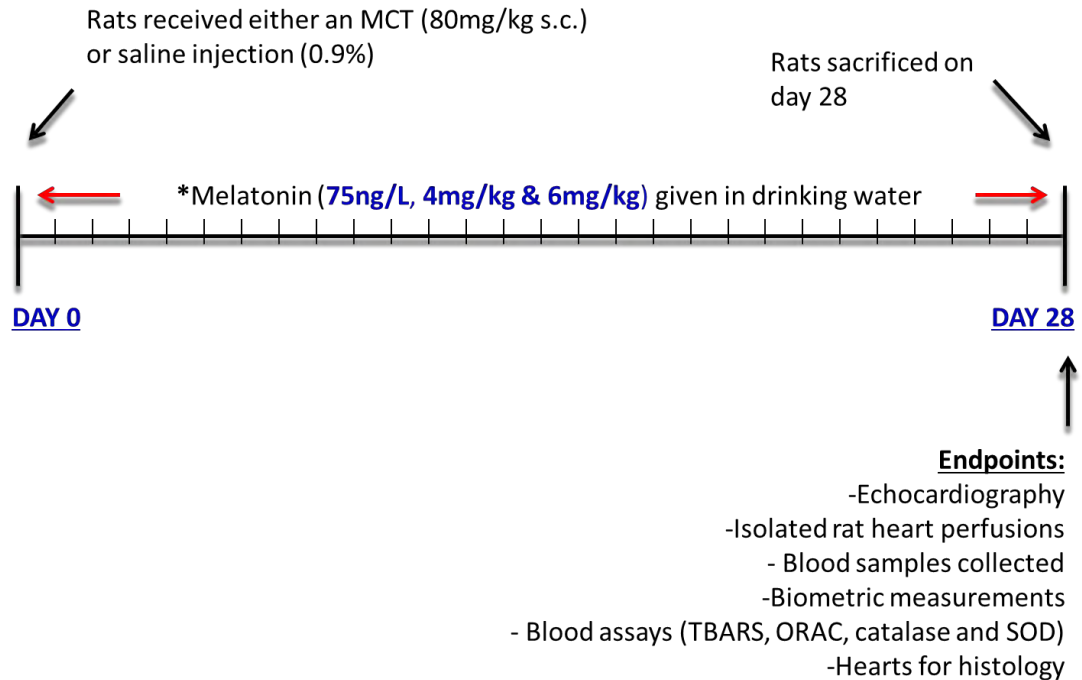 Rats received either an MCT (80mg/kg s.c.)
or saline injection (0.9%)
Rats sacrificed on
day 28
*Melatonin (75ng/L, 4mg/kg & 6mg/kg) given in drinking water
DAY 0
DAY 28
Endpoints:
-Echocardiography
-Isolated rat heart perfusions
- Blood samples collected
-Biometric measurements
- Blood assays (TBARS, ORAC, catalase and SOD)
-Hearts for histology